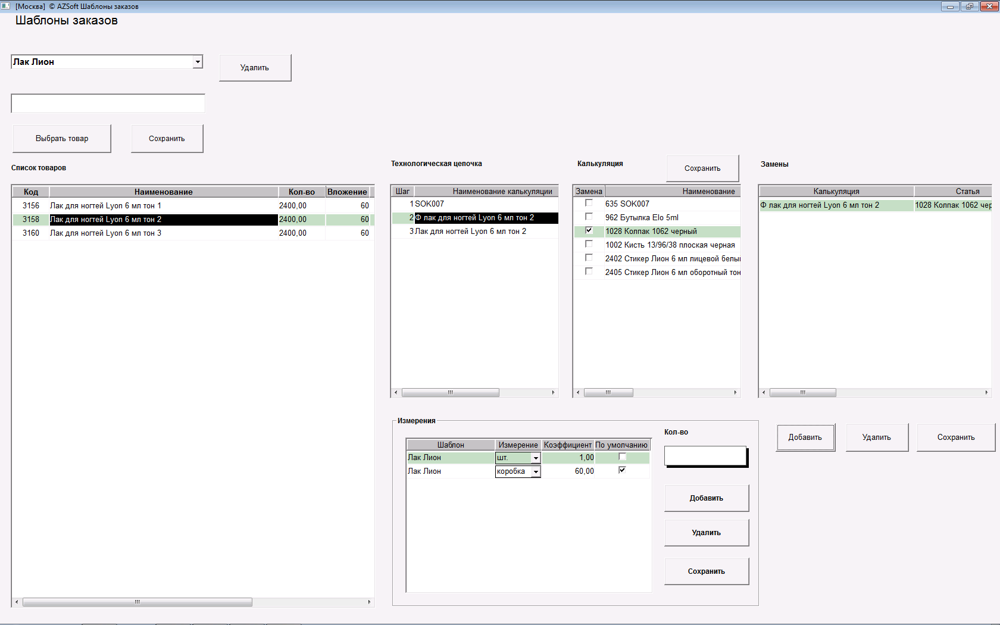 [Москва] © AZSoft Шаблоны заказов
Шаблоны заказов
Лак Лион
Удалить
Выбрать товар
Сохранить
Список товаров
Код Наименование Кол-во Вложение
3156 Лак для ногтей Lyon 6 мл тон 1 2400,00 60
3158 Лак для ногтей Lyon 6 мл тон 2 2400,00 60
3160 Лак для ногтей Lyon 6 мл тон 3 2400,00 60
Технологическая цепочка
Шаг Наименование калькуляции
1 SOK007
2 Ф лак для ногтей Lyon 6 мл тон 2
3 Лак для ногтей Lyon 6 мл тон 2
Калькуляция
Сохранить
Замена Наименование
635 SOK007
962 Бутылка Elo 5ml
1028 Колпак 1062 черный
1002 Кисть 13/96/38 плоская черная
2402 Стикер Лион 6 мл лицевой белы
2405 Стикер Лион 6 мл оборотный тон
Замены
Калькуляция Статья
Ф лак для ногтей Lyon 6 мл тон 2 1028 Колпак 1062 чер
Измерения
Шаблон Измерение Коэффициент По умолчанию
Лак Лион шт. 1,00
Лак Лион коробка 60,00
Кол-во
Добавить
Удалить
Сохранить
Добавить
Удалить
Сохранить